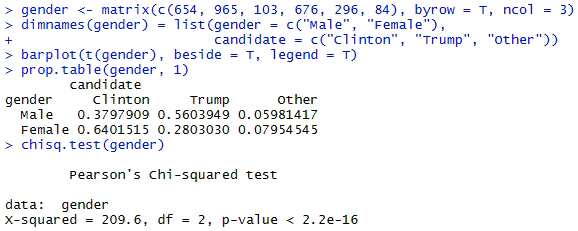 > gender <- matrix(c(654, 965, 103, 676, 296, 84), byrow = T, ncol = 3)
> dimnames(gender) = list(gender = c("Male", "Female"),
+                         candidate = c("Clinton", "Trump", "Other"))
> barplot(t(gender), beside = T, legend = T)
> prop.table(gender, 1)
        candidate
gender     Clinton     Trump      Other
  Male   0.3797909 0.5603949 0.05981417
  Female 0.6401515 0.2803030 0.07954545
> chisq.test(gender)

        Pearson's Chi-squared test

data:  gender
X-squared = 209.6, df = 2, p-value < 2.2e-16